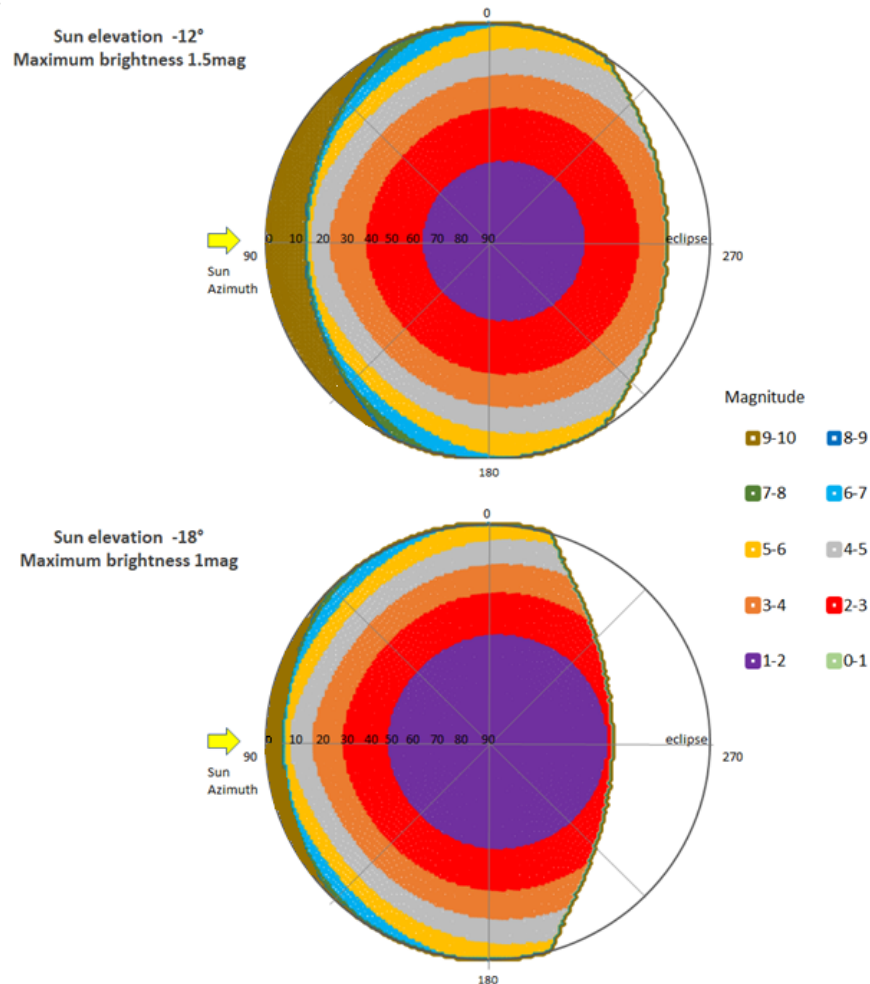 0
Sun elevation -12°
Maximum brightness 1.5mag
0 10 20 30 40 50 60 70 80 90 eclipse
90 270
Sun
Azimuth
180
Magnitude
9-10 8-9
7-8 6-7
5-6 4-5
3-4 2-3
1-2 0-1
0
Sun elevation -18°
Maximum brightness 1mag
0 10 20 30 40 50 60 70 80 90 eclipse
90 270
Sun
Azimuth
180